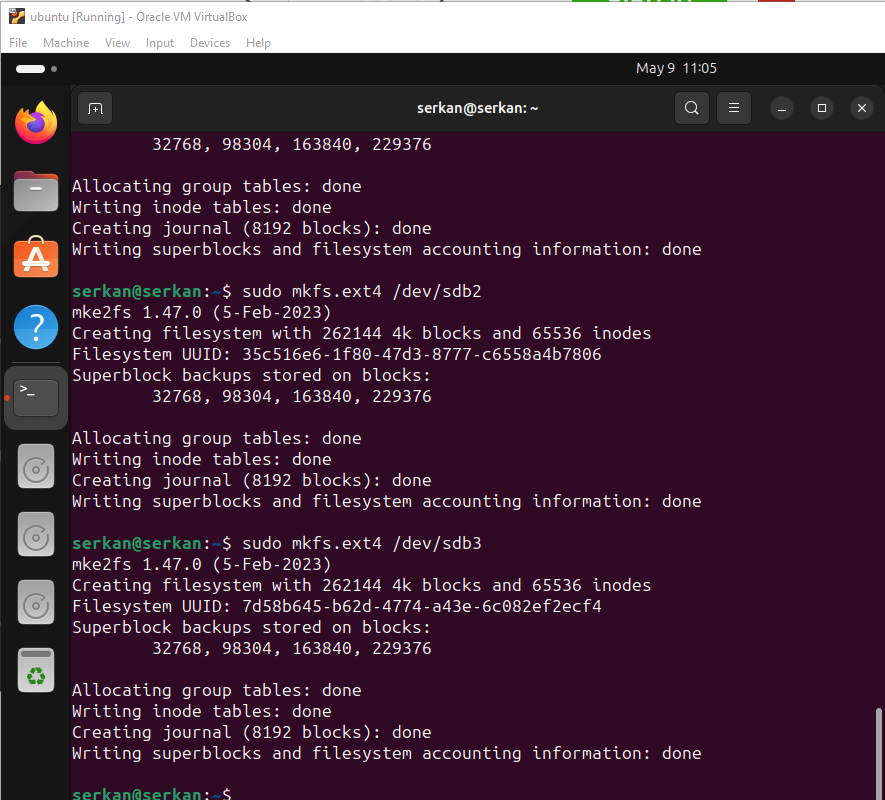 ubuntu [Running] - Oracle VM VirtualBox
File Machine View Input Devices Help
May 9 11:05
serkan@serkan: ~
32768, 98304, 163840, 229376
Allocating group tables: done
Writing inode tables: done
Creating journal (8192 blocks): done
Writing superblocks and filesystem accounting information: done
serkan@serkan:~$ sudo mkfs.ext4 /dev/sdb2
mke2fs 1.47.0 (5-Feb-2023)
Creating filesystem with 262144 4k blocks and 65536 inodes
Filesystem UUID: 35c516e6-1f80-47d3-8777-c6558a4b7806
Superblock backups stored on blocks:
32768, 98304, 163840, 229376
Allocating group tables: done
Writing inode tables: done
Creating journal (8192 blocks): done
Writing superblocks and filesystem accounting information: done
serkan@serkan:~$ sudo mkfs.ext4 /dev/sdb3
mke2fs 1.47.0 (5-Feb-2023)
Creating filesystem with 262144 4k blocks and 65536 inodes
Filesystem UUID: 7d58b645-b62d-4774-a43e-6c082ef2ecf4
Superblock backups stored on blocks:
32768, 98304, 163840, 229376
Allocating group tables: done
Writing inode tables: done
Creating journal (8192 blocks): done
Writing superblocks and filesystem accounting information: done
serkan@serkan:~$